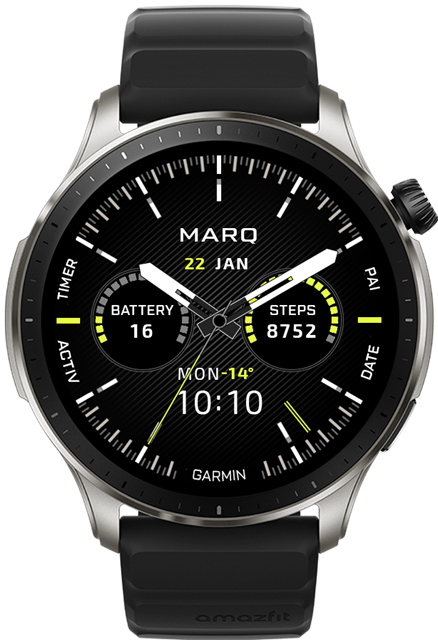 MARQ
22 JAN
TIMER
PAI
BATTERY
16
STEPS
8752
ACTIV
DATE
MON-14°
10:10
GARMIN
amazfit